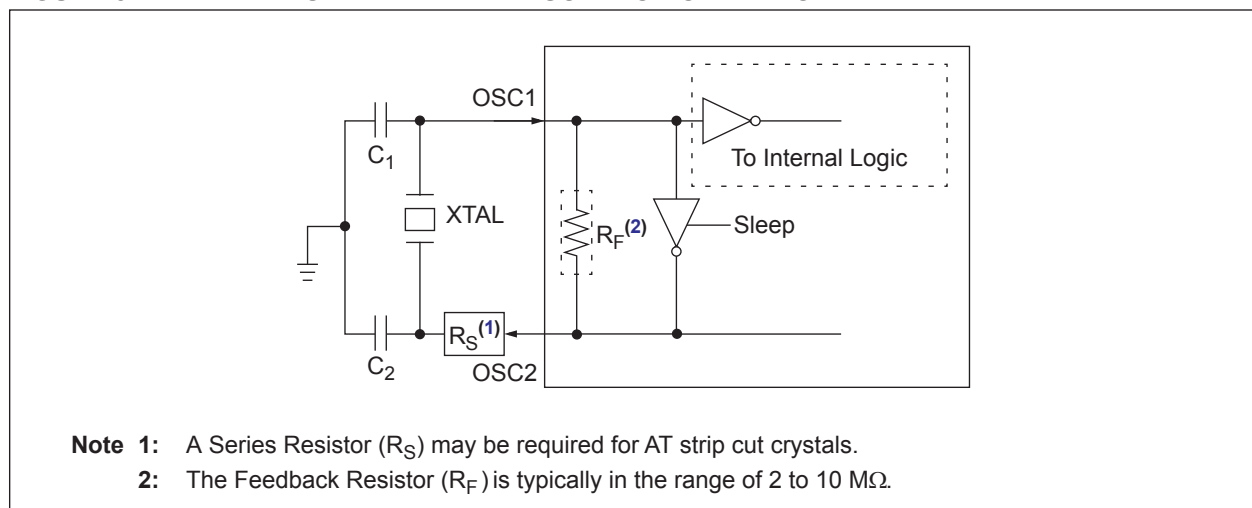 OSC1
C1
To Internal Logic
XTAL
RF(2)
Sleep
RS(1)
C2
OSC2
Note 1: A Series Resistor (RS) may be required for AT strip cut crystals.
2: The Feedback Resistor (RF) is typically in the range of 2 to 10 MΩ.